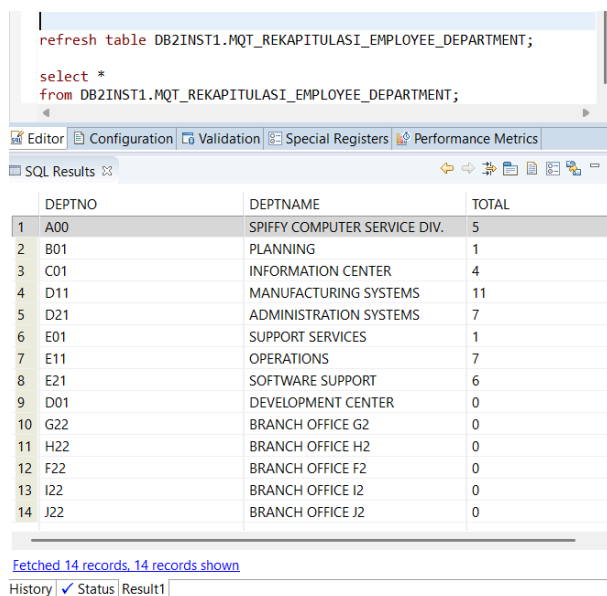 refresh table DB2INST1.MQT_REKAPITULASI_EMPLOYEE_DEPARTMENT;
select *
from DB2INST1.MQT_REKAPITULASI_EMPLOYEE_DEPARTMENT;
Editor Configuration Validation Special Registers Performance Metrics
SQL Results
DEPTNO DEPTNAME TOTAL
1 A00 SPIFFY COMPUTER SERVICE DIV. 5
2 B01 PLANNING 1
3 C01 INFORMATION CENTER 4
4 D11 MANUFACTURING SYSTEMS 11
5 D21 ADMINISTRATION SYSTEMS 7
6 E01 SUPPORT SERVICES 1
7 E11 OPERATIONS 7
8 E21 SOFTWARE SUPPORT 6
9 D01 DEVELOPMENT CENTER 0
10 G22 BRANCH OFFICE G2 0
11 H22 BRANCH OFFICE H2 0
12 F22 BRANCH OFFICE F2 0
13 I22 BRANCH OFFICE I2 0
14 J22 BRANCH OFFICE J2 0
Fetched 14 records, 14 records shown
History Status Result1